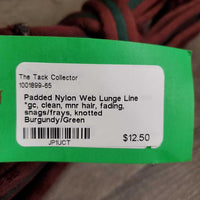 The Tack Collector
1001899-65
Padded Nylon Web Lunge Line
*gc, clean, mnr hair, fading,
snags/frays, knotted
Burgundy/Green
$12.50
JP1UCT